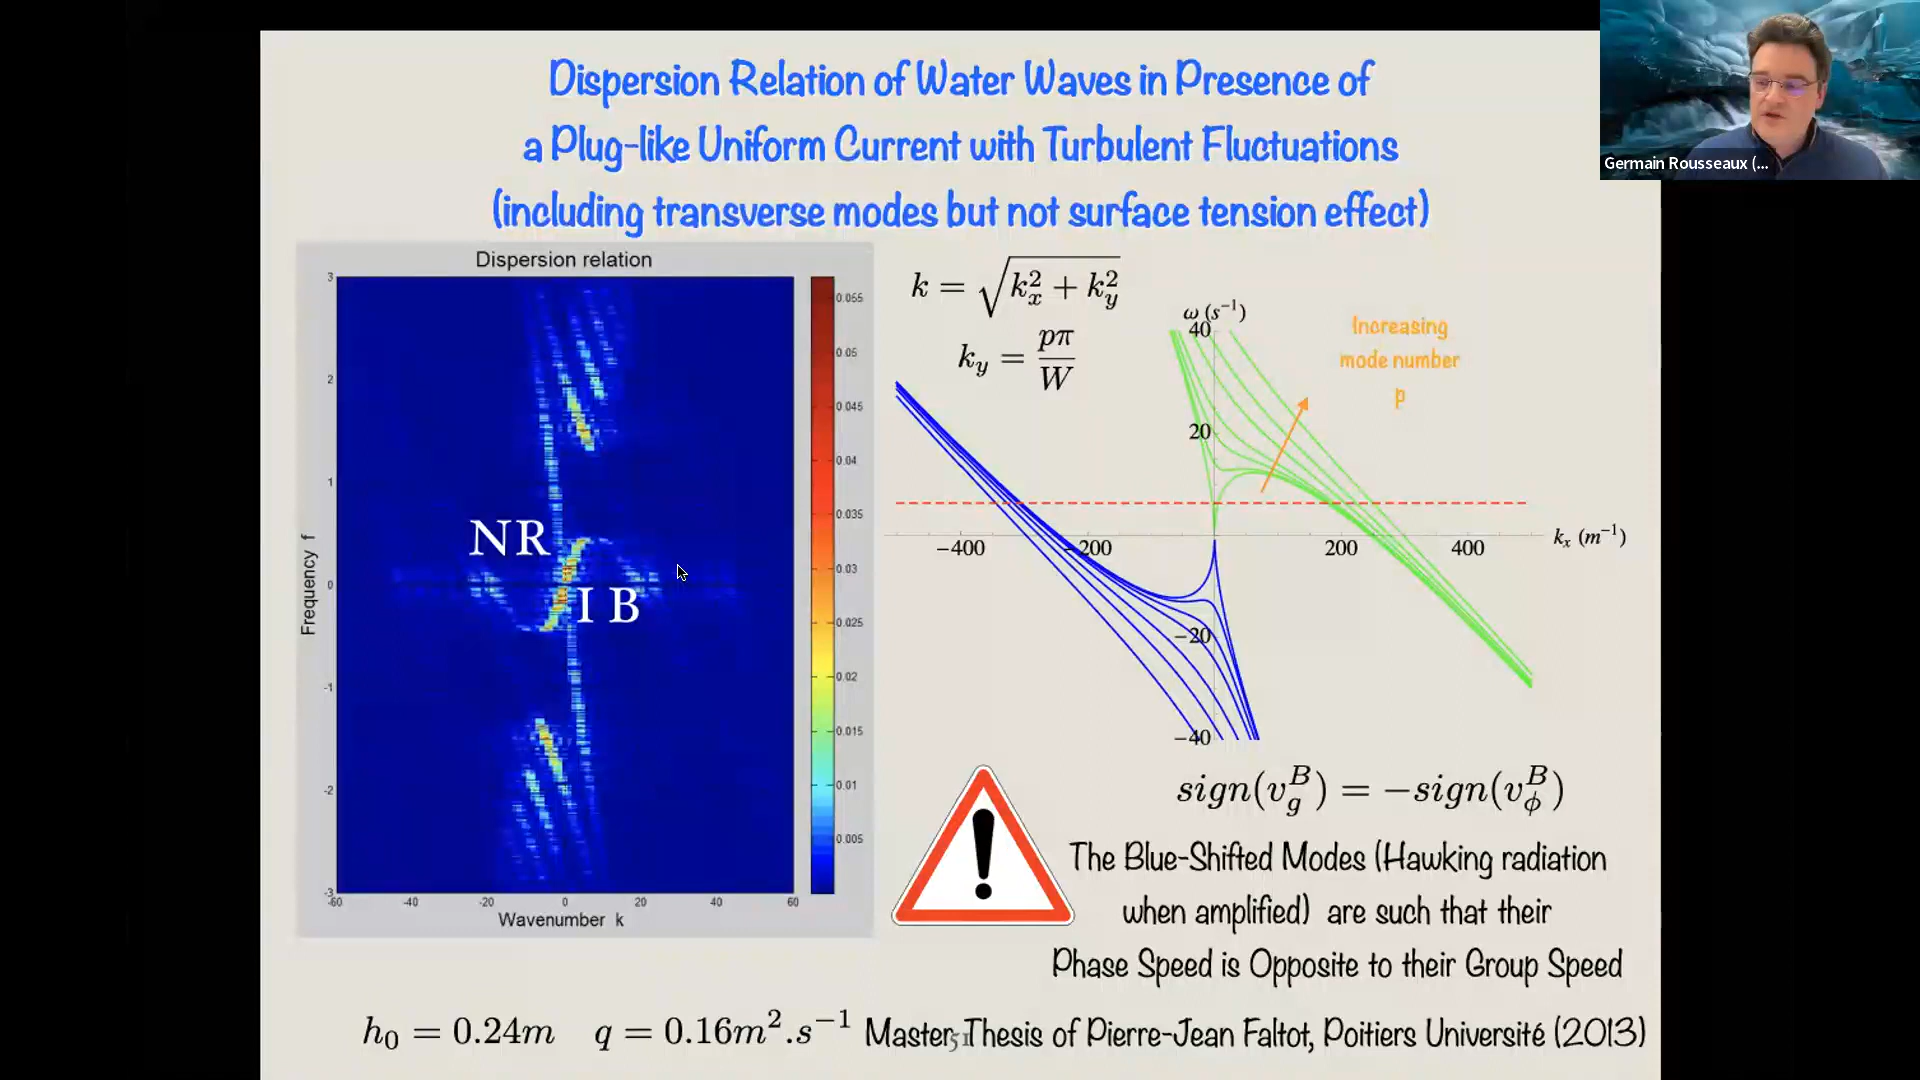 Dispersion Relation of Water Waves in Presence of
a Plug-like Uniform Current with Turbulent Fluctuations
(including transverse modes but not surface tension effect)
Germain Rousseaux (...
Dispersion relation
3
2
1
0
-1
-2
-3
-60 -40 -20 0 20 40 60
Frequency f
Wavenumber k
NR
I B
0.055
0.05
0.045
0.04
0.035
0.03
0.025
0.02
0.015
0.01
0.005
k = √(k_x^2 + k_y^2)
k_y = pπ/W
ω (s⁻¹)
40
20
−400 −200 200 400 k_x (m⁻¹)
−20
−40
Increasing
mode number
p
sign(v_g^B) = −sign(v_ϕ^B)
The Blue-Shifted Modes (Hawking radiation
when amplified) are such that their
Phase Speed is Opposite to their Group Speed
h₀ = 0.24m q = 0.16m².s⁻¹ Master Thesis of Pierre-Jean Faltot, Poitiers Université (2013)
51